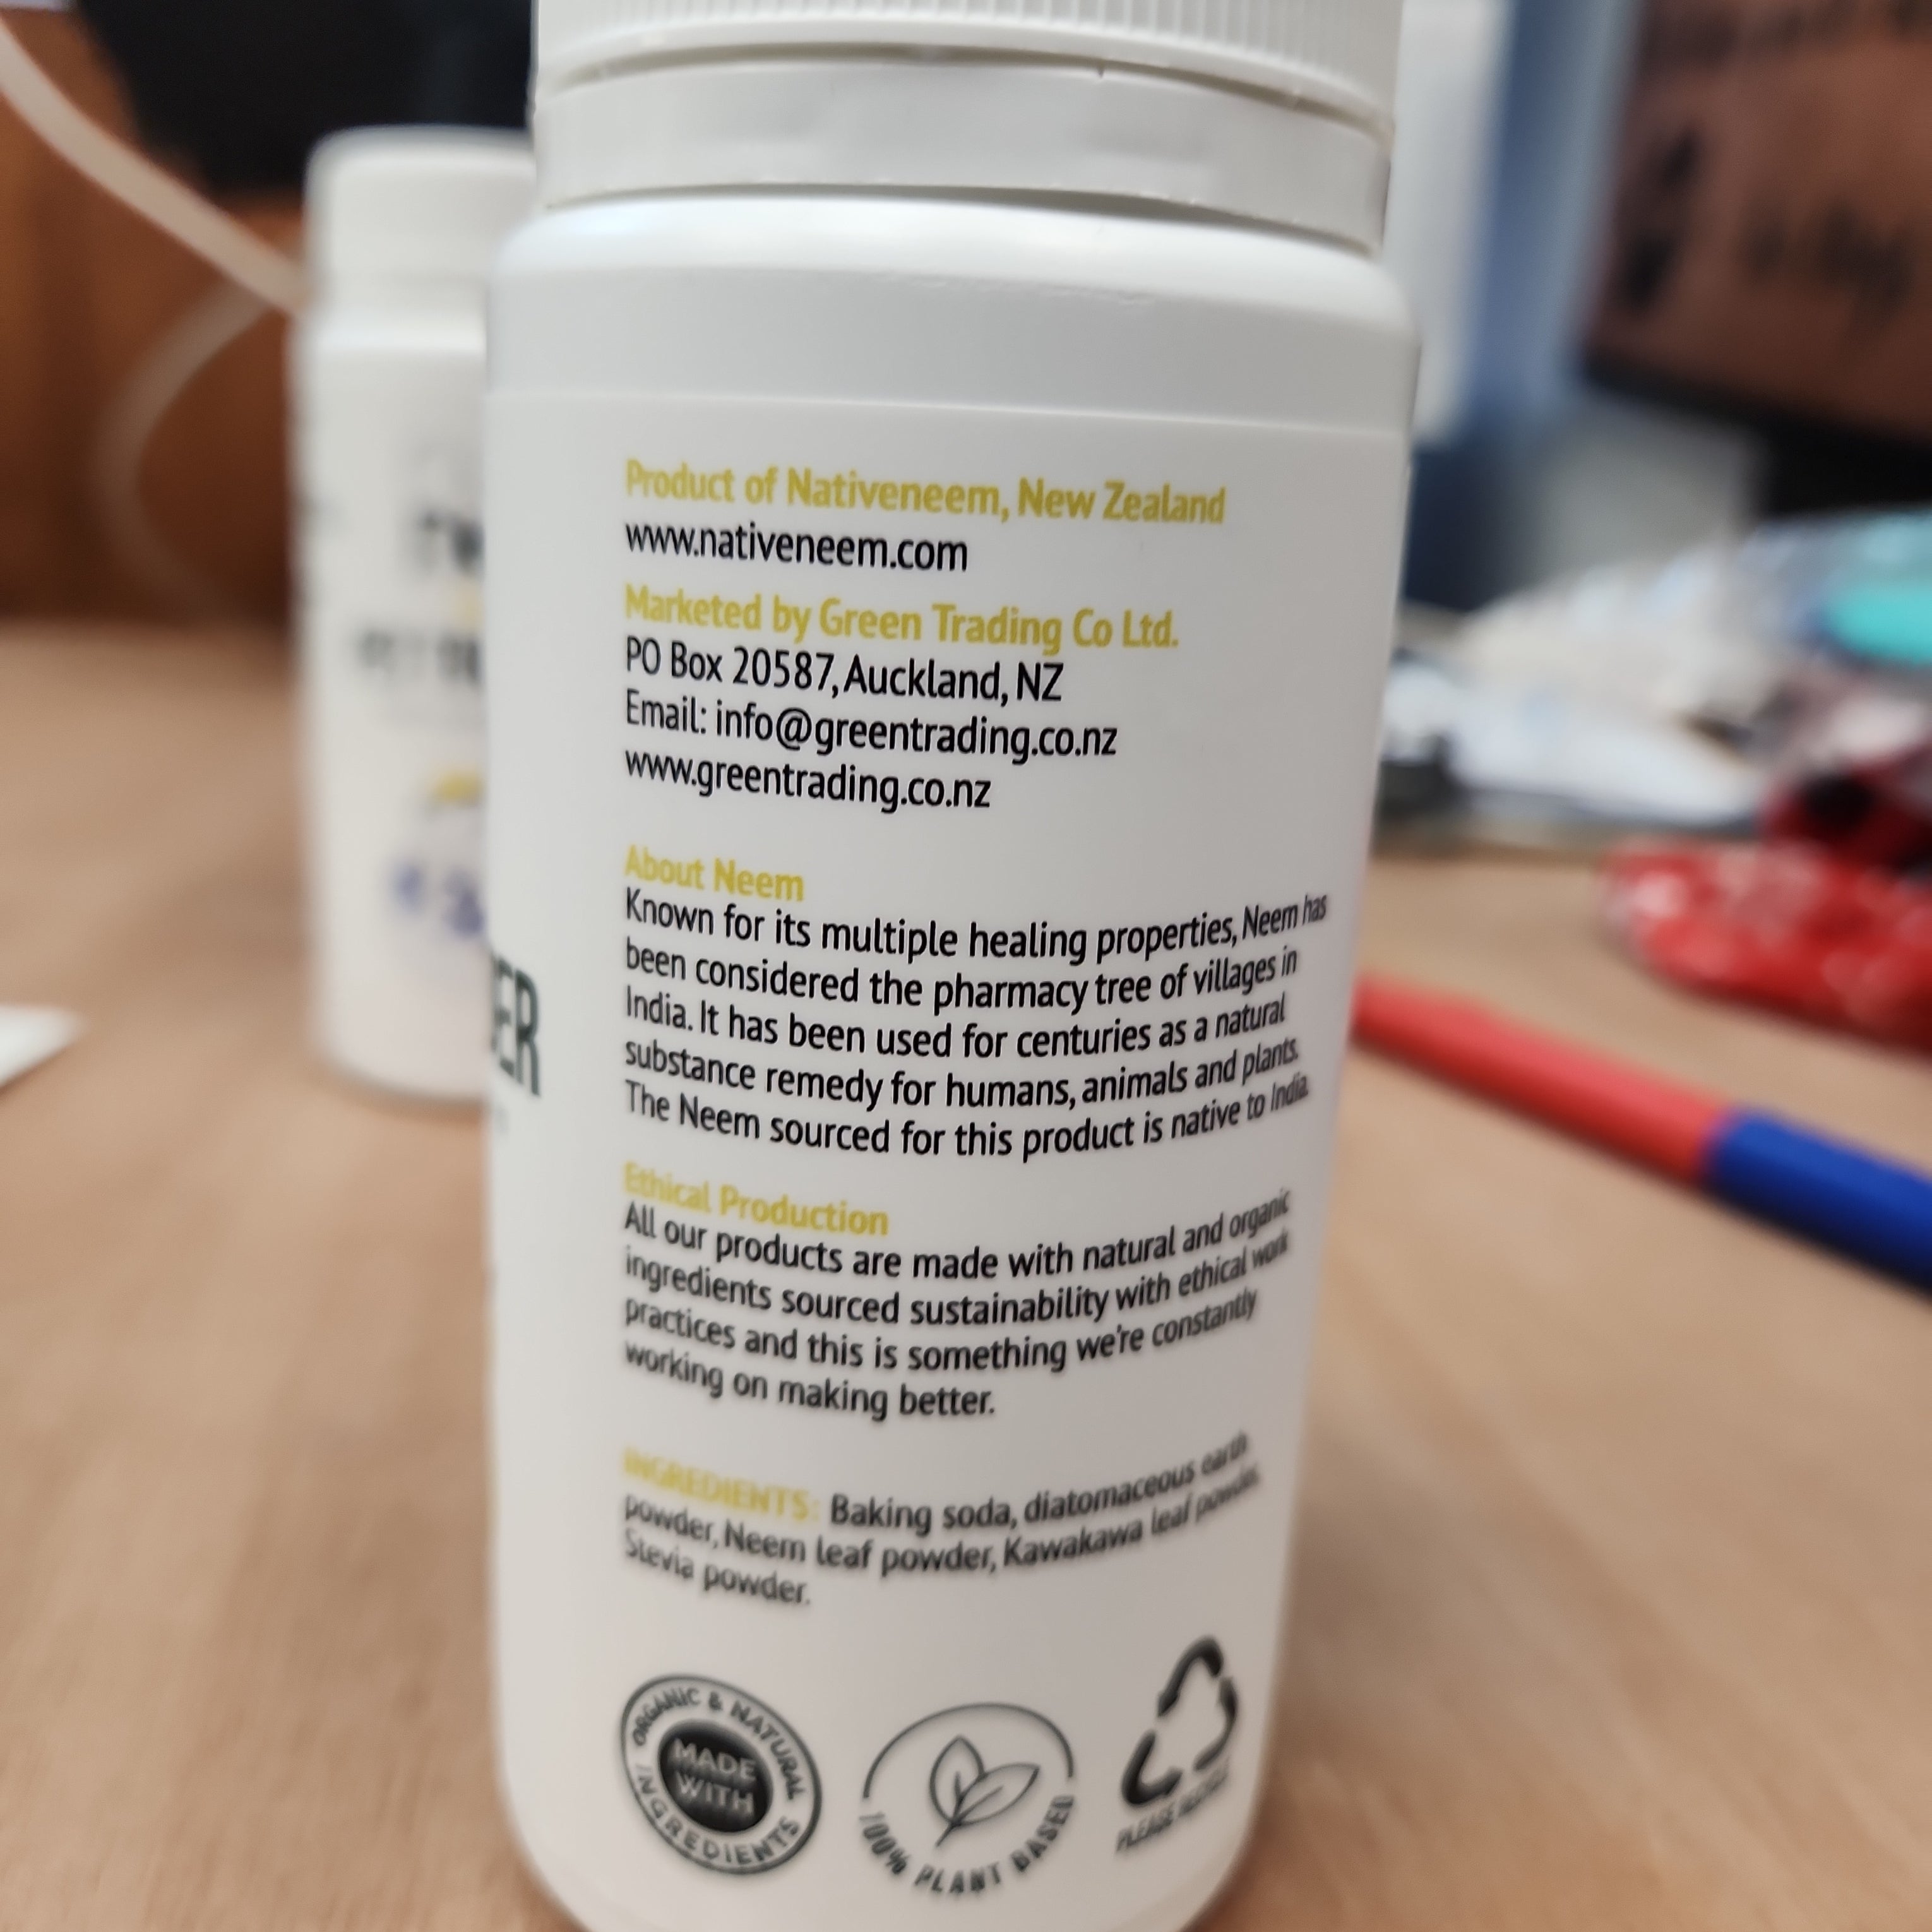 Product of Nativeneem, New Zealand
www.nativeneem.com
Marketed by Green Trading Co Ltd.
PO Box 20587, Auckland, NZ
Email: info@greentrading.co.nz
www.greentrading.co.nz
About Neem
Known for its multiple healing properties, Neem has
been considered the pharmacy tree of villages in
India. It has been used for centuries as a natural
substance remedy for humans, animals and plants.
The Neem sourced for this product is native to India.
Ethical Production
All our products are made with natural and organic
ingredients sourced sustainability with ethical work
practices and this is something we're constantly
working on making better.
INGREDIENTS: Baking soda, diatomaceous earth
powder, Neem leaf powder, Kawakawa leaf powder,
Stevia powder.
ORGANIC & NATURAL
MADE
WITH
INGREDIENTS
100% PLANT BASED
PLEASE RECYCLE
DER